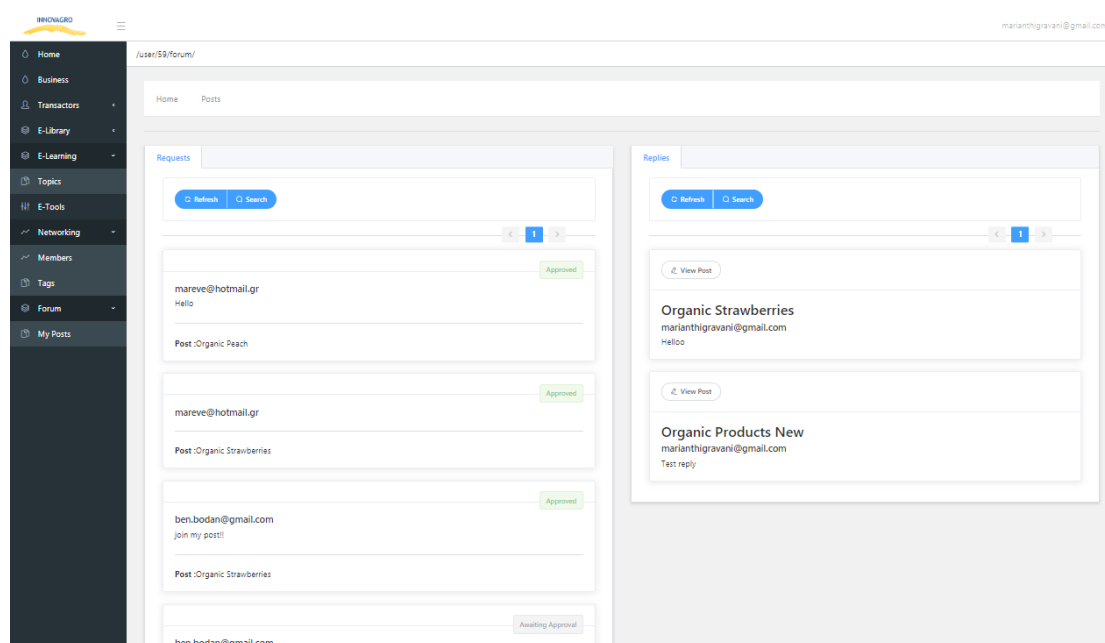 INNOVAGRO
marianthigravani@gmail.com
Home
Business
Transactors
E-Library
E-Learning
Topics
E-Tools
Networking
Members
Tags
Forum
My Posts
/user/59/forum/
Home Posts
Requests
Refresh Search
1
Approved
mareve@hotmail.gr
Hello
Post :Organic Peach
Approved
mareve@hotmail.gr
Post :Organic Strawberries
Approved
ben.bodan@gmail.com
join my post!!
Post :Organic Strawberries
Awaiting Approval
ben.bodan@gmail.com
Replies
Refresh Search
1
View Post
Organic Strawberries
marianthigravani@gmail.com
Helloo
View Post
Organic Products New
marianthigravani@gmail.com
Test reply